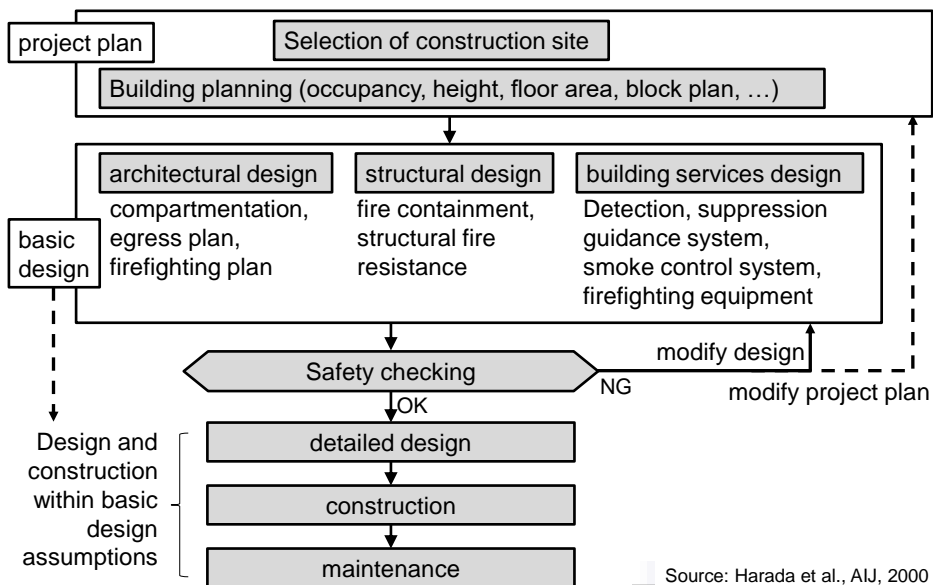 project plan
Selection of construction site
Building planning (occupancy, height, floor area, block plan, …)
basic
design
architectural design
compartmentation,
egress plan,
firefighting plan
structural design
fire containment,
structural fire
resistance
building services design
Detection, suppression
guidance system,
smoke control system,
firefighting equipment
Safety checking
NG
modify design
modify project plan
OK
Design and
construction
within basic
design
assumptions
detailed design
construction
maintenance
Source: Harada et al., AIJ, 2000